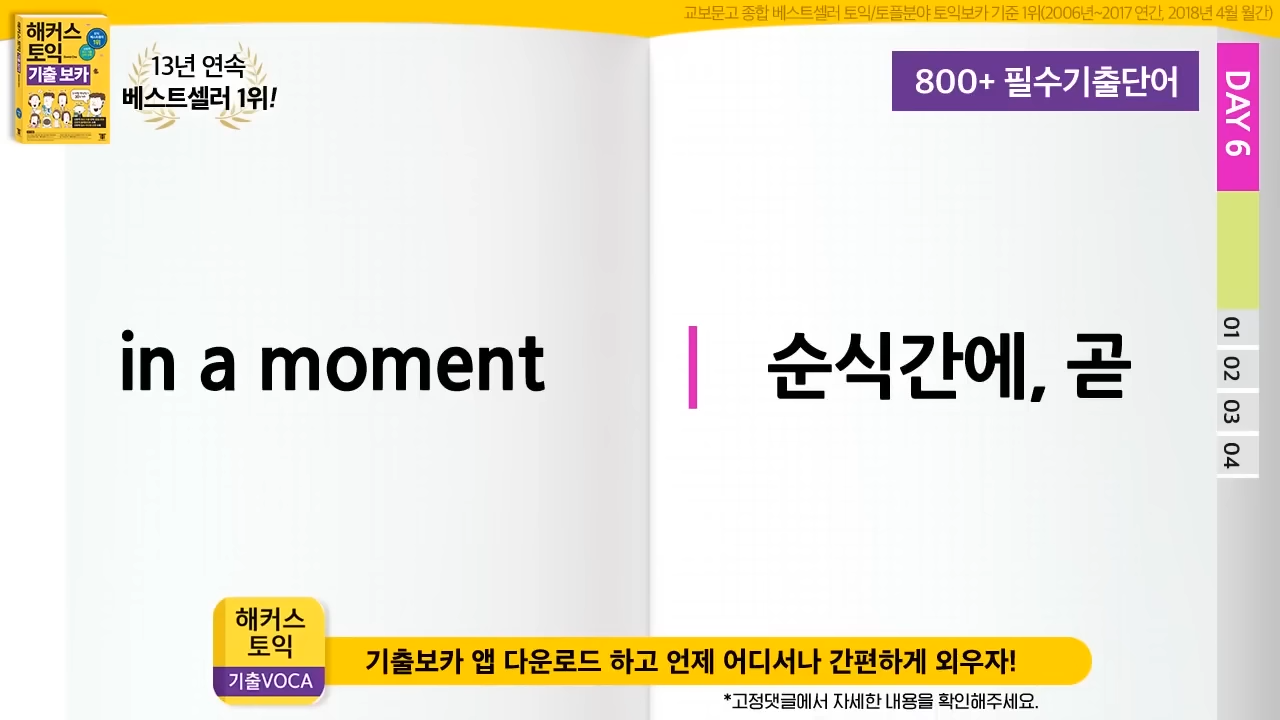 교보문고 종합 베스트셀러 토익/토플분야 토익보카 기준 1위(2006년~2017 연간, 2018년 4월 월간)
해커스
토익
기출 보카
13년 연속
베스트셀러 1위!
800+ 필수기출단어
DAY 6
in a moment
순식간에, 곧
01
02
03
04
해커스
토익
기출VOCA
기출보카 앱 다운로드 하고 언제 어디서나 간편하게 외우자!
*고정댓글에서 자세한 내용을 확인해주세요.